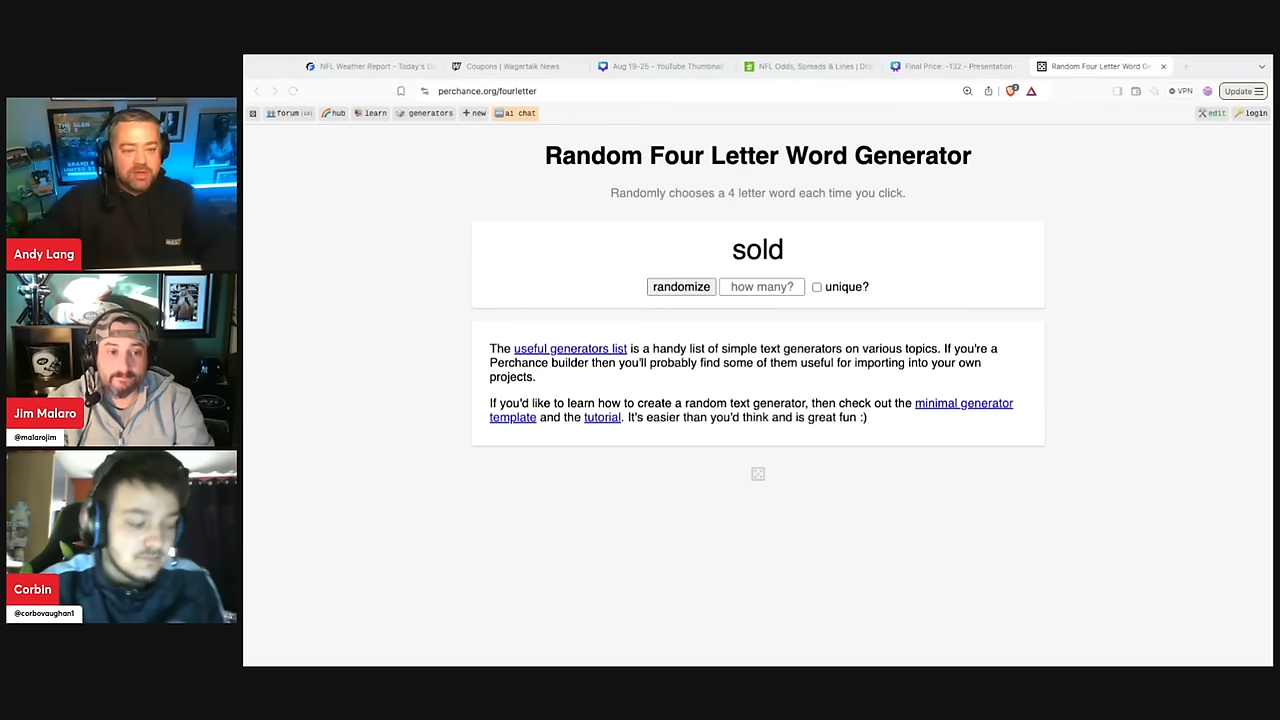 NFL Weather Report - Today's Da
Coupons | Wagertalk News
Aug 19-25 - YouTube Thumbnail
NFL Odds, Spreads & Lines | Dra
Final Price: -132 - Presentation
Random Four Letter Word Ge
perchance.org/fourletter
VPN
Update
forum
hub
learn
generators
+ new
ai chat
edit
login
Random Four Letter Word Generator
Randomly chooses a 4 letter word each time you click.
sold
randomize how many? unique?
The useful generators list is a handy list of simple text generators on various topics. If you're a
Perchance builder then you'll probably find some of them useful for importing into your own
projects.
If you'd like to learn how to create a random text generator, then check out the minimal generator
template and the tutorial. It's easier than you'd think and is great fun :)
THE GLEN
OCT 5
Andy Lang
Jim Malaro
@malarojim
Corbin
@corbovaughan1